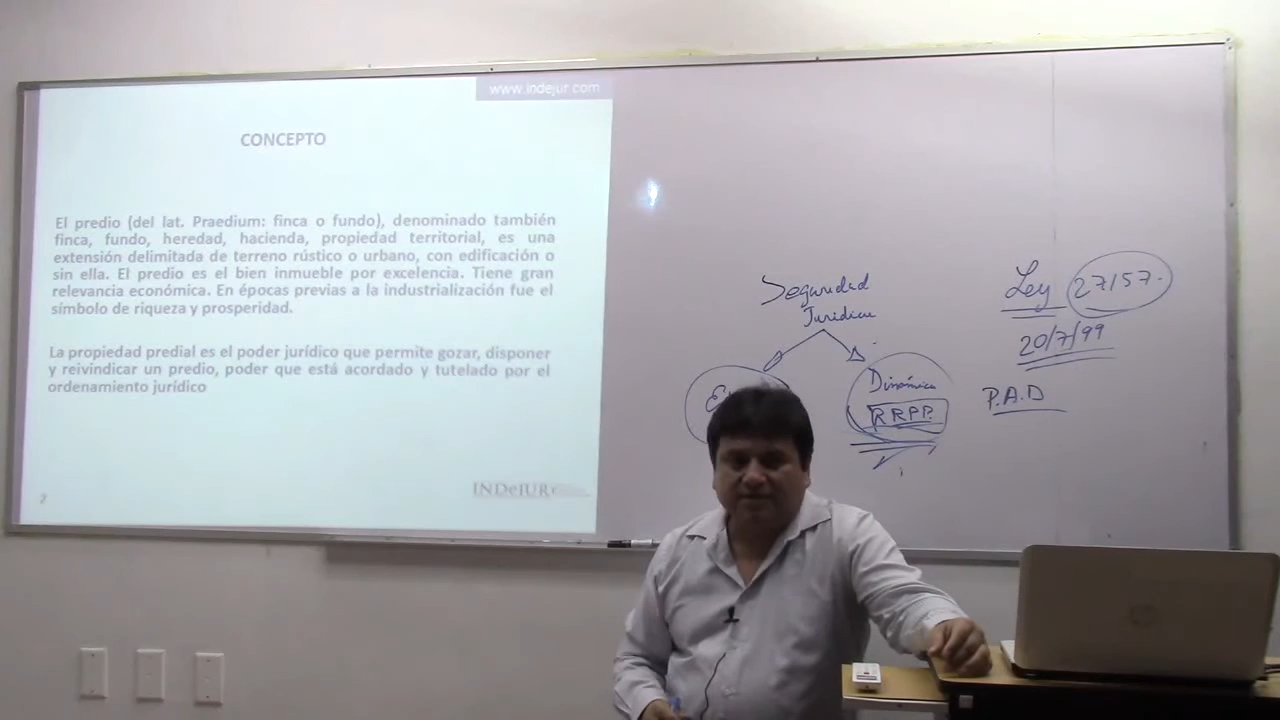 www.indejur.com
CONCEPTO
El predio (del lat. Praedium: finca o fundo), denominado también
finca, fundo, heredad, hacienda, propiedad territorial, es una
extensión delimitada de terreno rústico o urbano, con edificación o
sin ella. El predio es el bien inmueble por excelencia. Tiene gran
relevancia económica. En épocas previas a la industrialización fue el
símbolo de riqueza y prosperidad.
La propiedad predial es el poder jurídico que permite gozar, disponer
y reivindicar un predio, poder que está acordado y tutelado por el
ordenamiento jurídico
7
INDeJUR
Seguridad
Jurídica
Dinámica
RRPP.
Ley 27157.
20/7/99
P.A.D